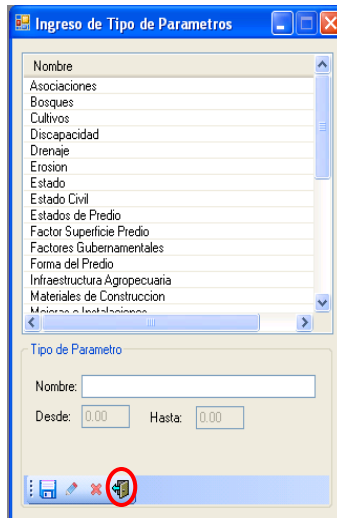 Ingreso de Tipo de Parametros
Nombre
Asociaciones
Bosques
Cultivos
Discapacidad
Drenaje
Erosion
Estado
Estado Civil
Estados de Predio
Factor Superficie Predio
Factores Gubernamentales
Forma del Predio
Infraestructura Agropecuaria
Materiales de Construccion
Mejoras e Instalaciones
Tipo de Parametro
Nombre:
Desde: 0.00 Hasta: 0.00